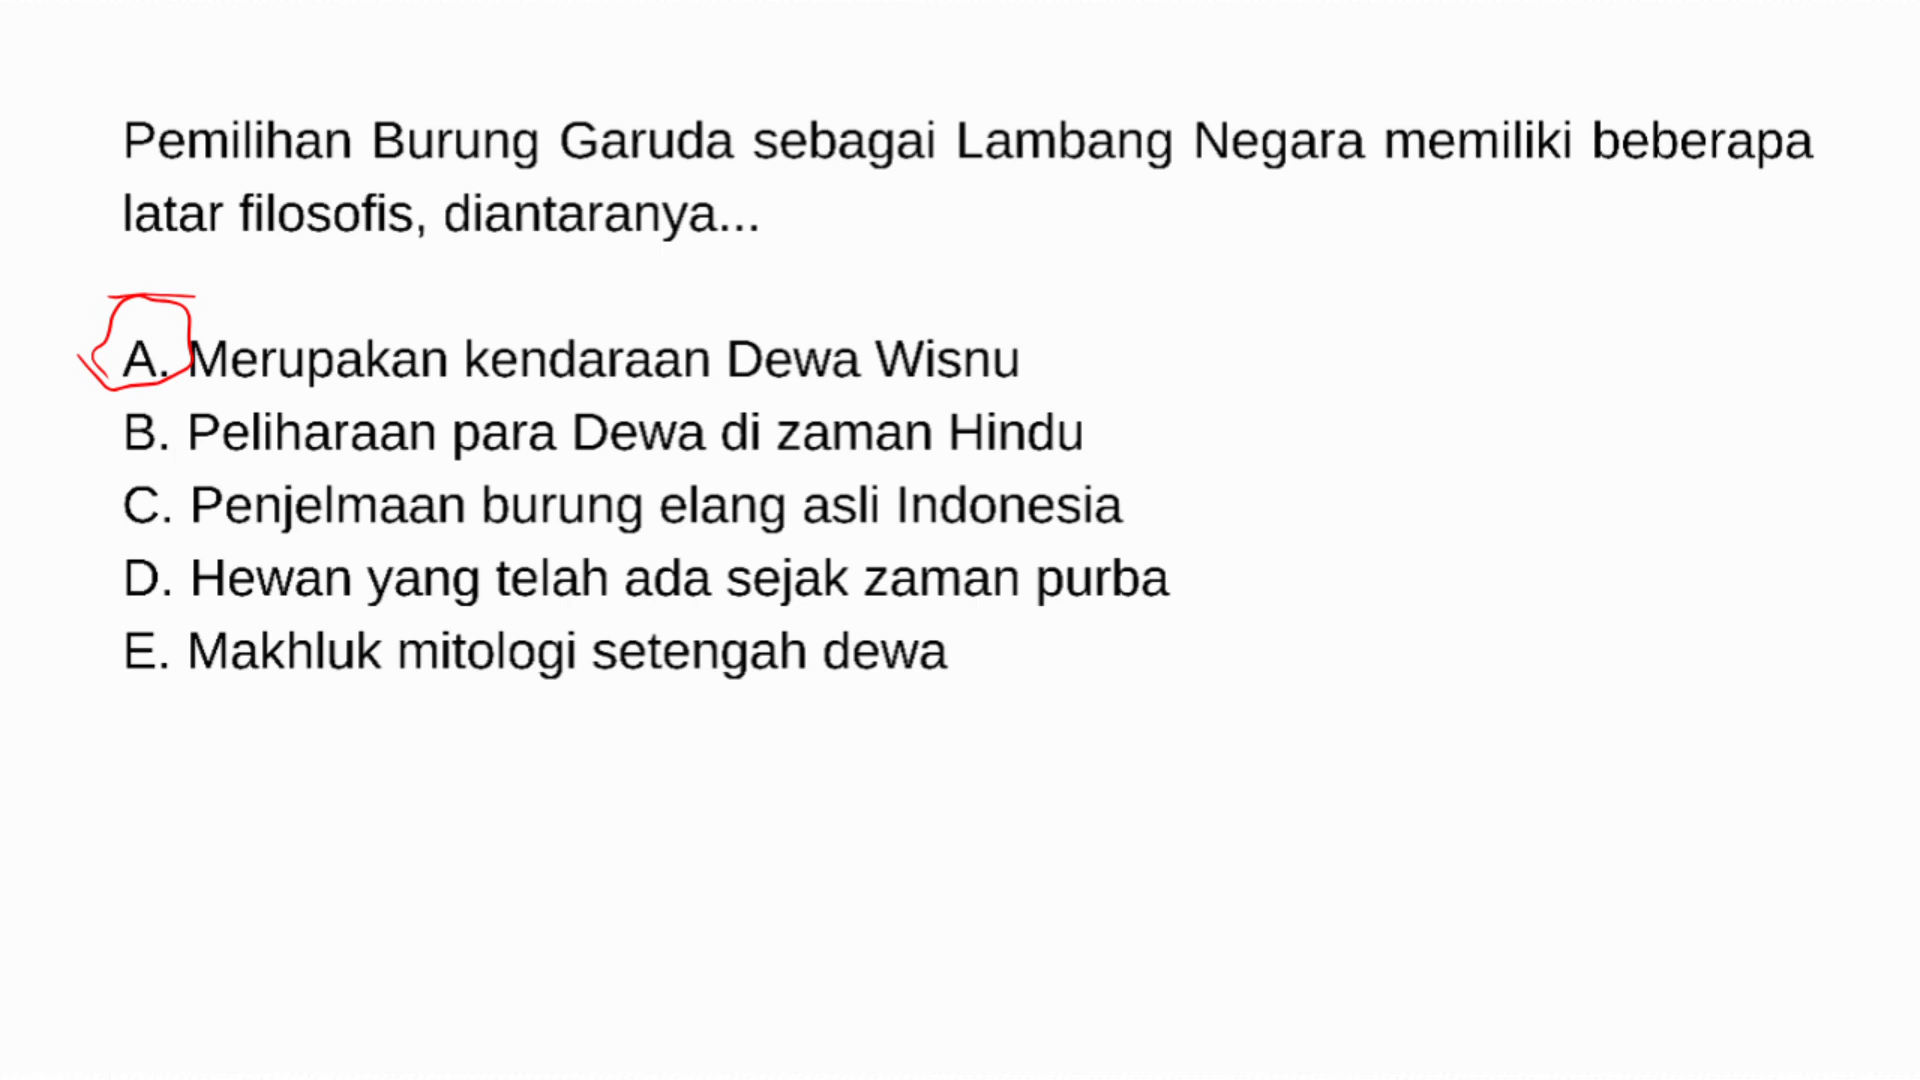 Pemilihan Burung Garuda sebagai Lambang Negara memiliki beberapa
latar filosofis, diantaranya...
A. Merupakan kendaraan Dewa Wisnu
B. Peliharaan para Dewa di zaman Hindu
C. Penjelmaan burung elang asli Indonesia
D. Hewan yang telah ada sejak zaman purba
E. Makhluk mitologi setengah dewa